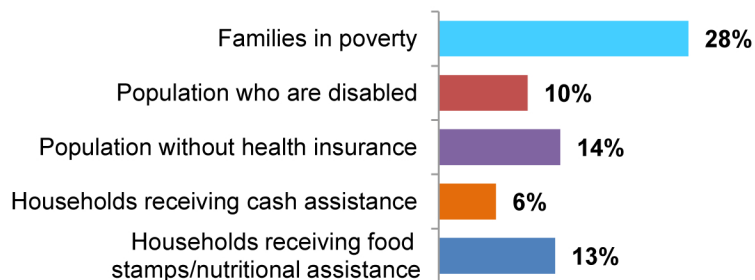 Families in poverty 28%
Population who are disabled 10%
Population without health insurance 14%
Households receiving cash assistance 6%
Households receiving food
stamps/nutritional assistance 13%